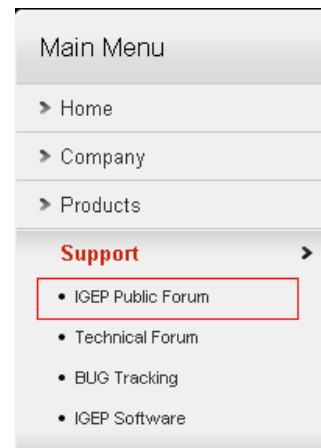 Main Menu
Home
Company
Products
Support
IGEP Public Forum
Technical Forum
BUG Tracking
IGEP Software